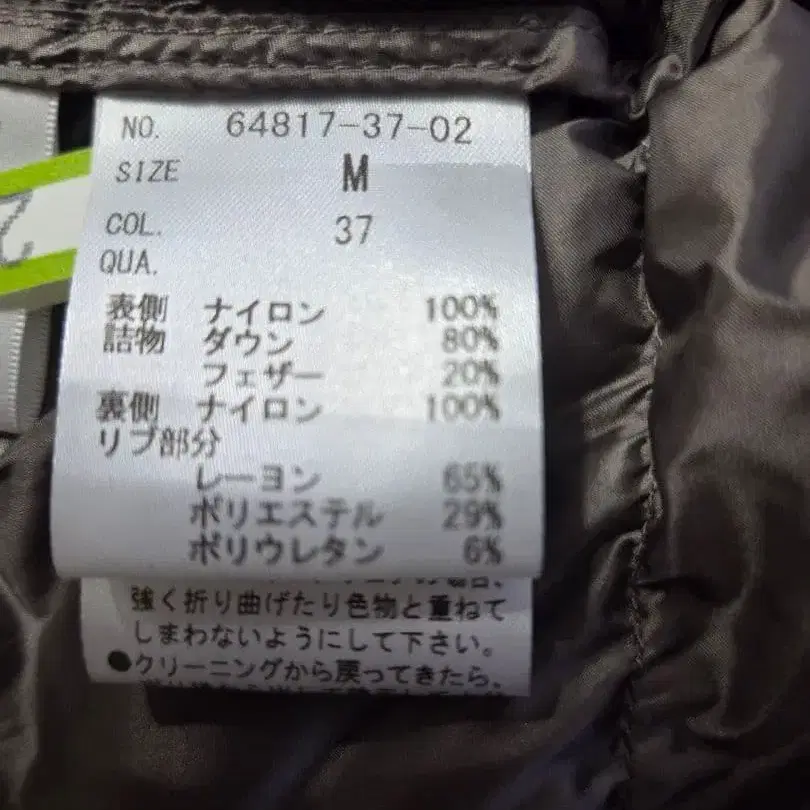 NO. 64817-37-02
SIZE M
COL. 37
QUA.
表側 ナイロン 100%
詰物 ダウン 80%
フェザー 20%
裏側 ナイロン 100%
リブ部分
レーヨン 65%
ポリエステル 29%
ポリウレタン 6%
強く折り曲げたり色物と重ねて
しまわないようにして下さい。
●クリーニングから戻ってきたら、